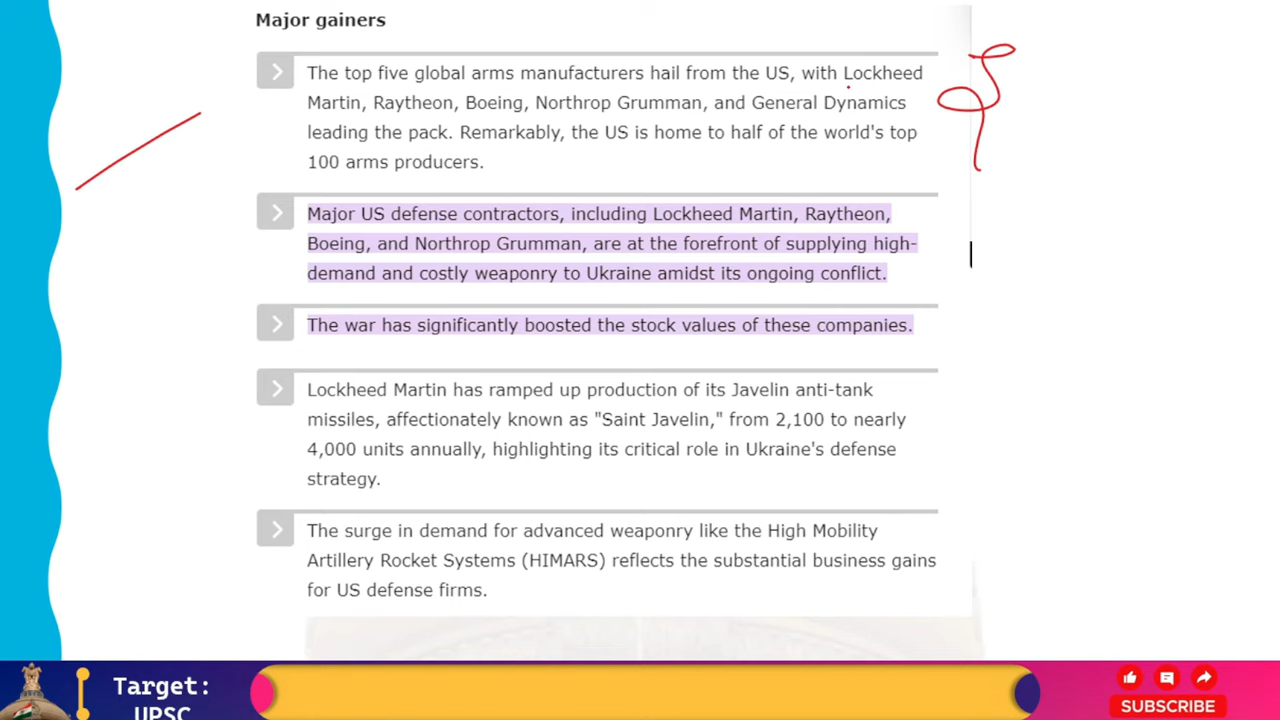 Major gainers
The top five global arms manufacturers hail from the US, with Lockheed
Martin, Raytheon, Boeing, Northrop Grumman, and General Dynamics
leading the pack. Remarkably, the US is home to half of the world's top
100 arms producers.
Major US defense contractors, including Lockheed Martin, Raytheon,
Boeing, and Northrop Grumman, are at the forefront of supplying high-
demand and costly weaponry to Ukraine amidst its ongoing conflict.
The war has significantly boosted the stock values of these companies.
Lockheed Martin has ramped up production of its Javelin anti-tank
missiles, affectionately known as "Saint Javelin," from 2,100 to nearly
4,000 units annually, highlighting its critical role in Ukraine's defense
strategy.
The surge in demand for advanced weaponry like the High Mobility
Artillery Rocket Systems (HIMARS) reflects the substantial business gains
for US defense firms.
Target:
UPSC
SUBSCRIBE